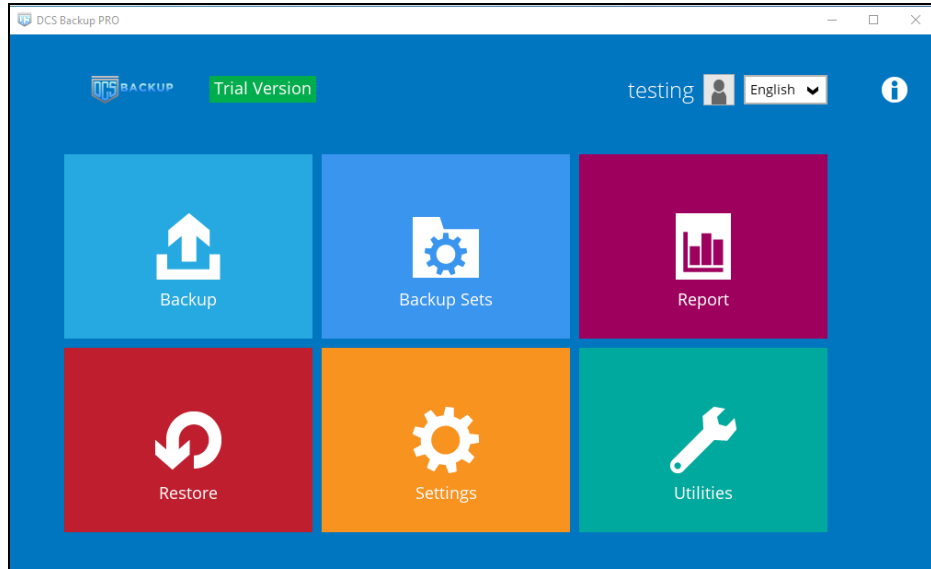 DCS Backup PRO
DCS BACKUP
Trial Version
testing
English
Backup
Backup Sets
Report
Restore
Settings
Utilities